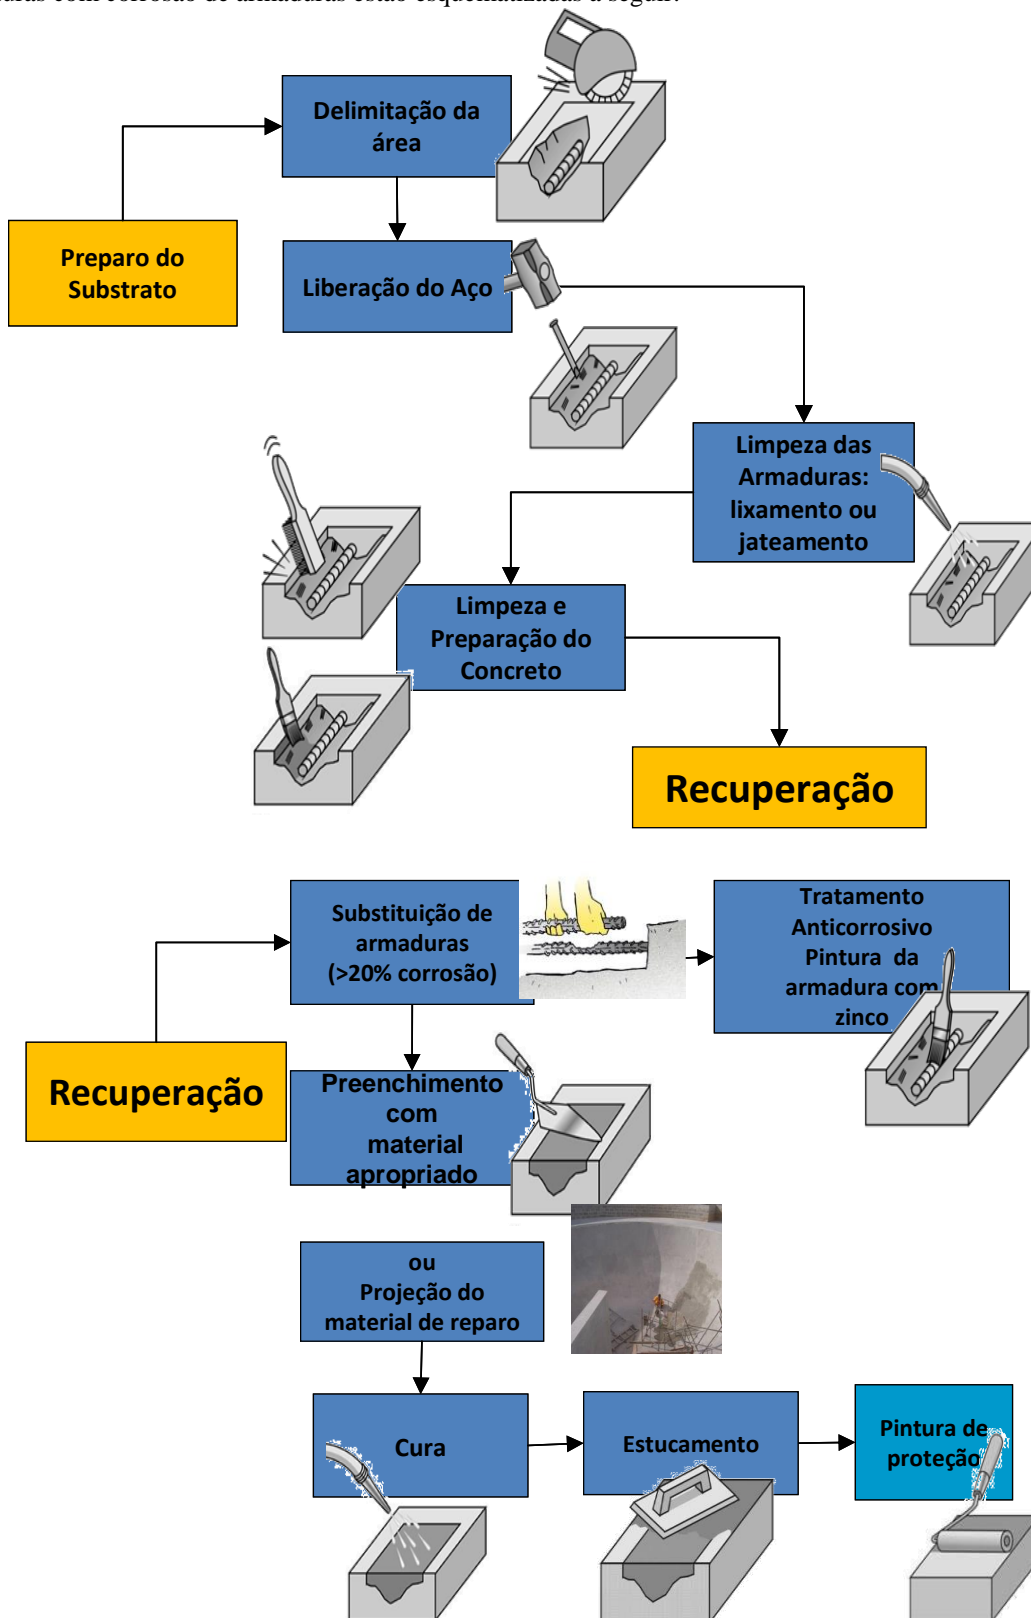 Delimitação da
área
Preparo do
Substrato
Liberação do Aço
Limpeza das
Armaduras:
lixamento ou
jateamento
Limpeza e
Preparação do
Concreto
Recuperação
Substituição de
armaduras
(>20% corrosão)
Tratamento
Anticorrosivo
Pintura da
armadura com
zinco
Recuperação
Preenchimento
com
material
apropriado
ou
Projeção do
material de reparo
Cura
Estucamento
Pintura de
proteção